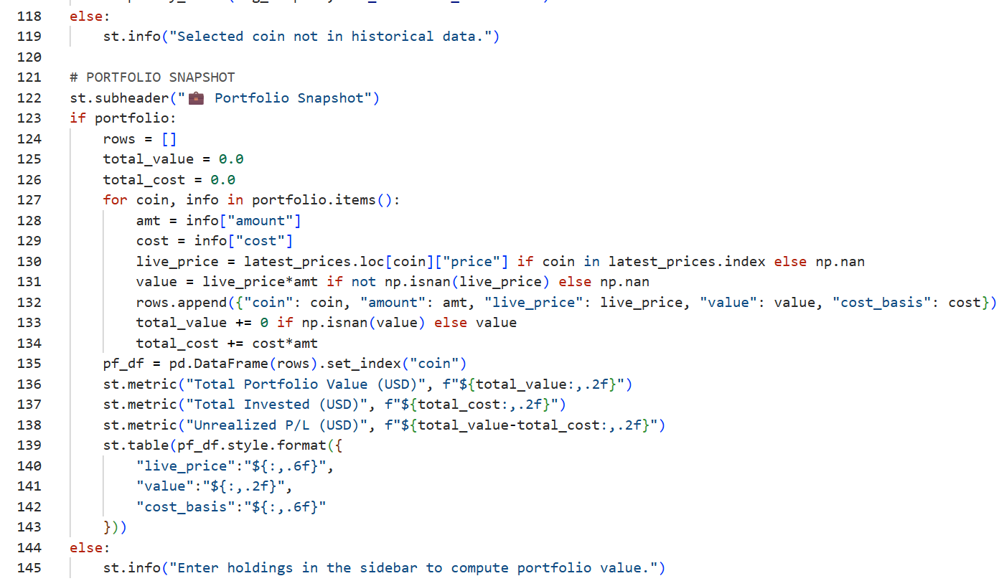 118 else:
119     st.info("Selected coin not in historical data.")
120
121 # PORTFOLIO SNAPSHOT
122 st.subheader("💼 Portfolio Snapshot")
123 if portfolio:
124     rows = []
125     total_value = 0.0
126     total_cost = 0.0
127     for coin, info in portfolio.items():
128         amt = info["amount"]
129         cost = info["cost"]
130         live_price = latest_prices.loc[coin]["price"] if coin in latest_prices.index else np.nan
131         value = live_price*amt if not np.isnan(live_price) else np.nan
132         rows.append({"coin": coin, "amount": amt, "live_price": live_price, "value": value, "cost_basis": cost})
133         total_value += 0 if np.isnan(value) else value
134         total_cost += cost*amt
135     pf_df = pd.DataFrame(rows).set_index("coin")
136     st.metric("Total Portfolio Value (USD)", f"${total_value:,.2f}")
137     st.metric("Total Invested (USD)", f"${total_cost:,.2f}")
138     st.metric("Unrealized P/L (USD)", f"${total_value-total_cost:,.2f}")
139     st.table(pf_df.style.format({
140         "live_price":"${:,.6f}",
141         "value":"${:,.2f}",
142         "cost_basis":"${:,.6f}"
143     }))
144 else:
145     st.info("Enter holdings in the sidebar to compute portfolio value.")